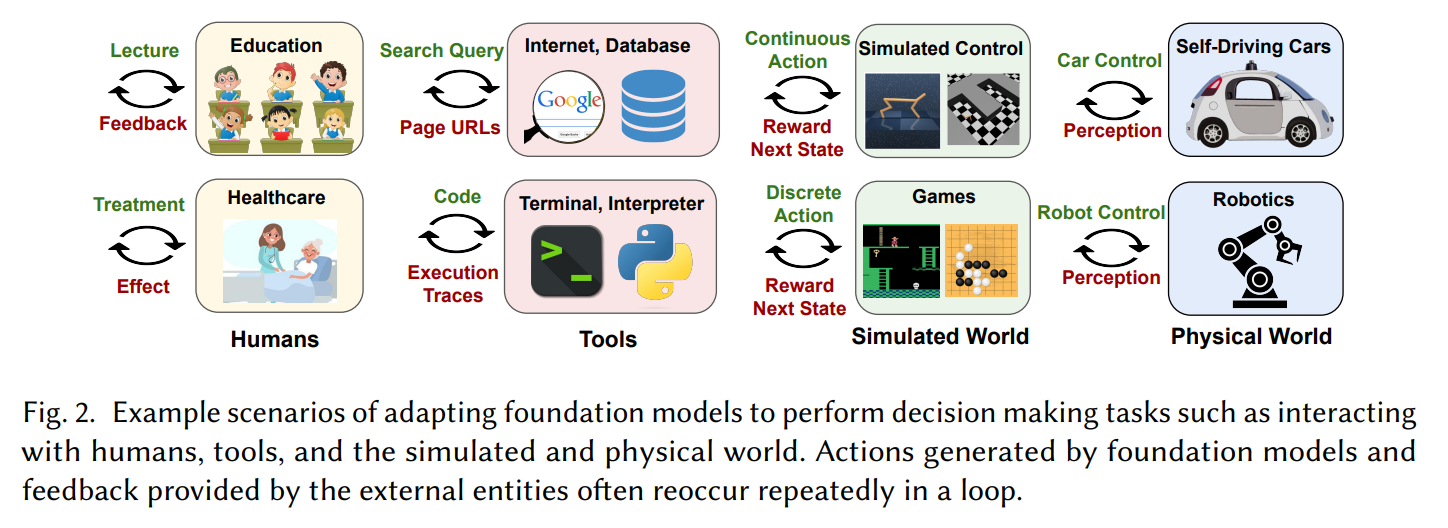 Lecture
Feedback
Education
Search Query
Page URLs
Internet, Database
Google
Continuous
Action
Reward
Next State
Simulated Control
Car Control
Perception
Self-Driving Cars
Treatment
Effect
Healthcare
Code
Execution
Traces
Terminal, Interpreter
>_
Discrete
Action
Reward
Next State
Games
Robot Control
Perception
Robotics
Humans
Tools
Simulated World
Physical World
Fig. 2. Example scenarios of adapting foundation models to perform decision making tasks such as interacting
with humans, tools, and the simulated and physical world. Actions generated by foundation models and
feedback provided by the external entities often reoccur repeatedly in a loop.